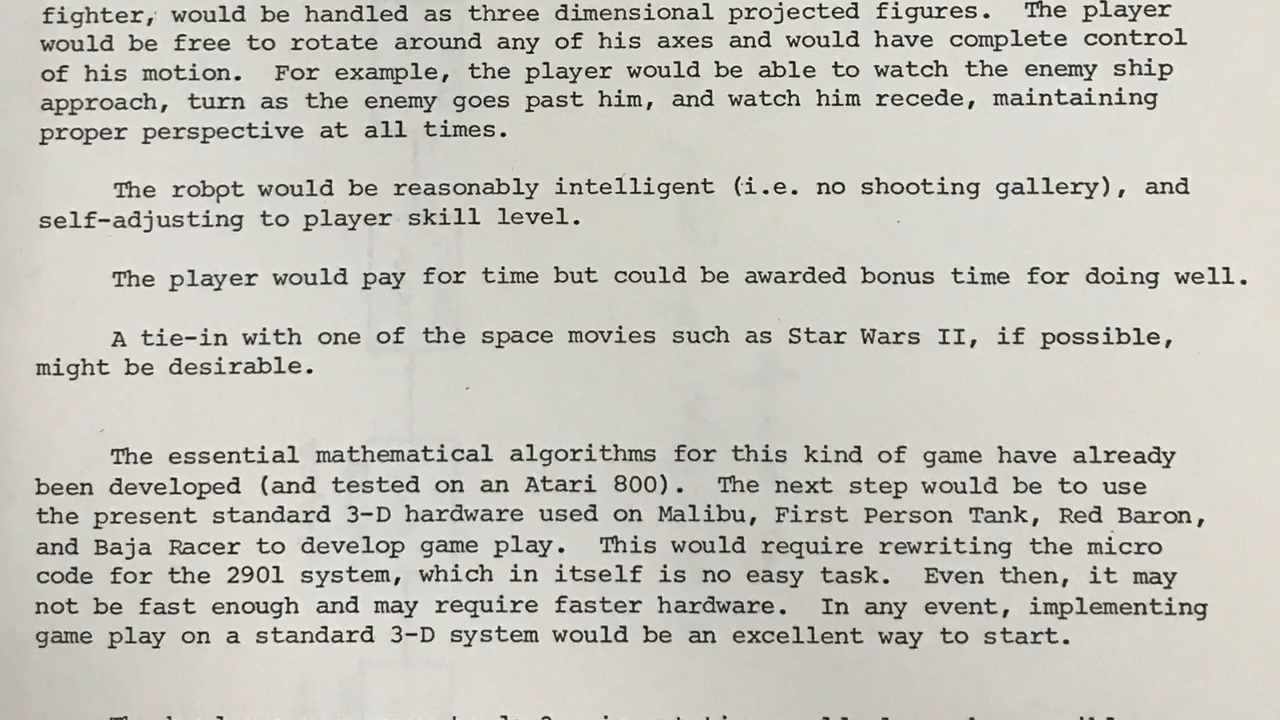 fighter, would be handled as three dimensional projected figures. The player
would be free to rotate around any of his axes and would have complete control
of his motion. For example, the player would be able to watch the enemy ship
approach, turn as the enemy goes past him, and watch him recede, maintaining
proper perspective at all times.
The robot would be reasonably intelligent (i.e. no shooting gallery), and
self-adjusting to player skill level.
The player would pay for time but could be awarded bonus time for doing well.
A tie-in with one of the space movies such as Star Wars II, if possible,
might be desirable.
The essential mathematical algorithms for this kind of game have already
been developed (and tested on an Atari 800). The next step would be to use
the present standard 3-D hardware used on Malibu, First Person Tank, Red Baron,
and Baja Racer to develop game play. This would require rewriting the micro
code for the 2901 system, which in itself is no easy task. Even then, it may
not be fast enough and may require faster hardware. In any event, implementing
game play on a standard 3-D system would be an excellent way to start.